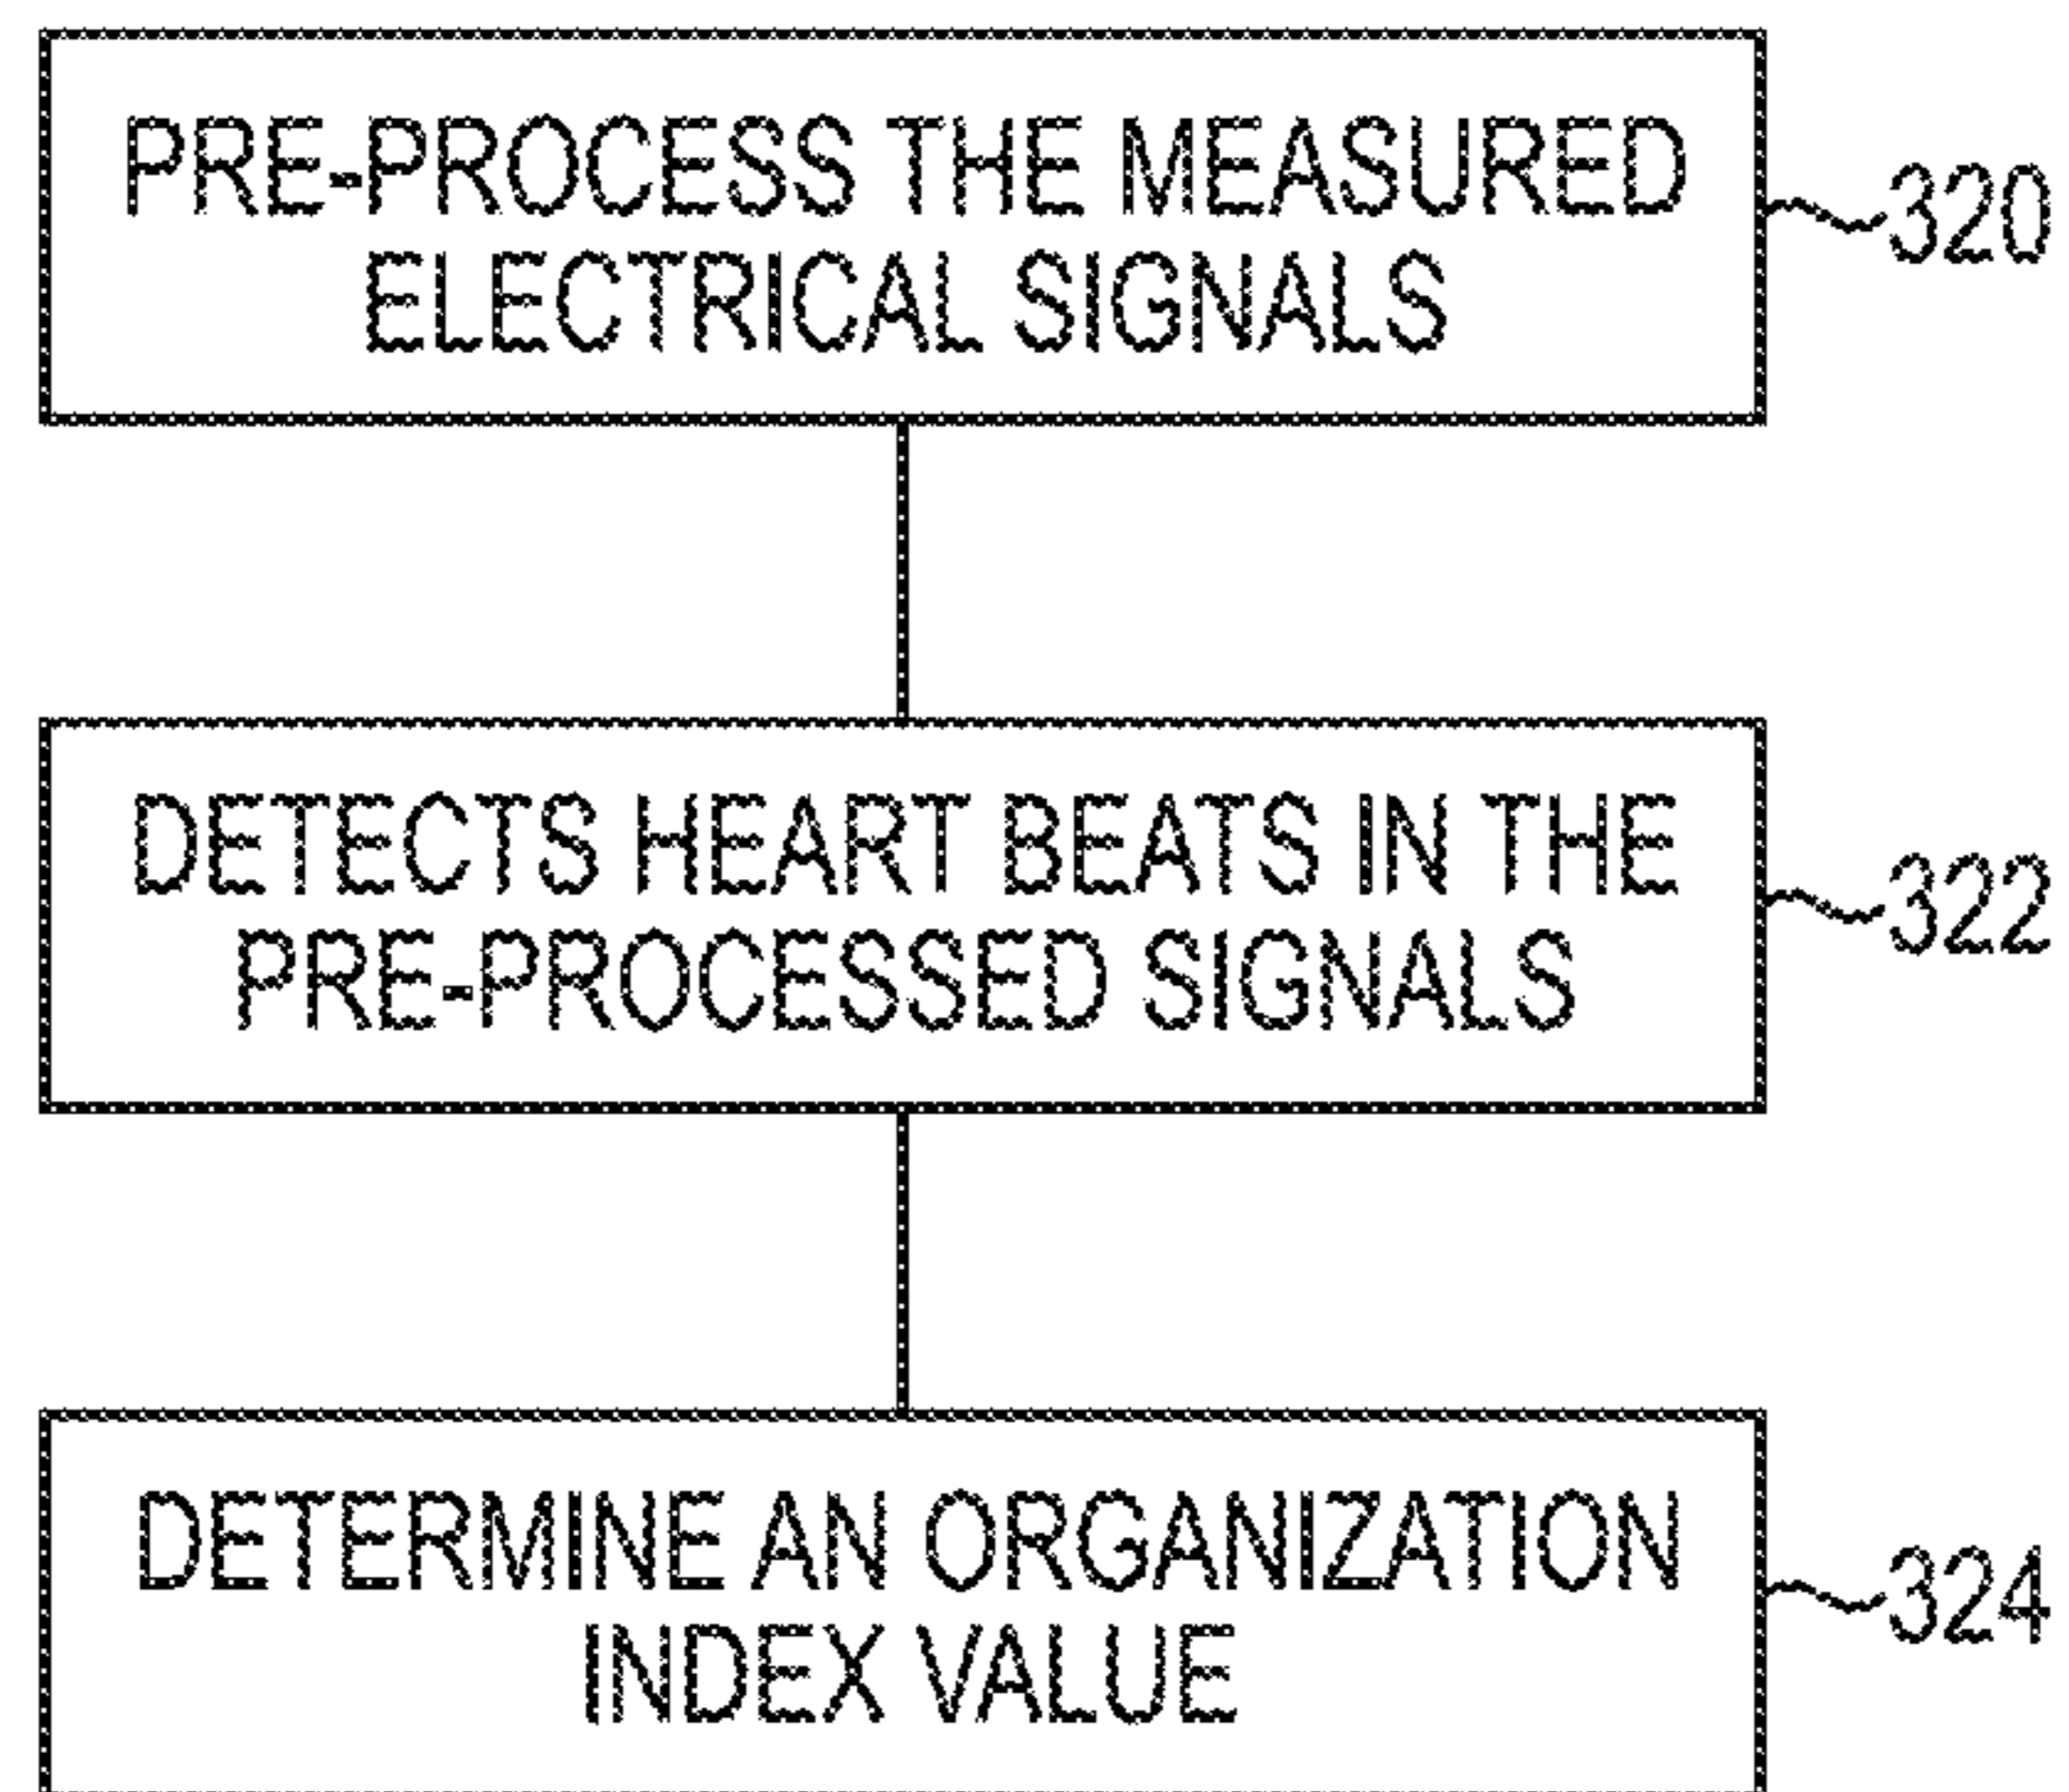 PRE-PROCESS THE MEASURED
ELECTRICAL SIGNALS
320
DETECTS HEART BEATS IN THE
PRE-PROCESSED SIGNALS
322
DETERMINE AN ORGANIZATION
INDEX VALUE
324